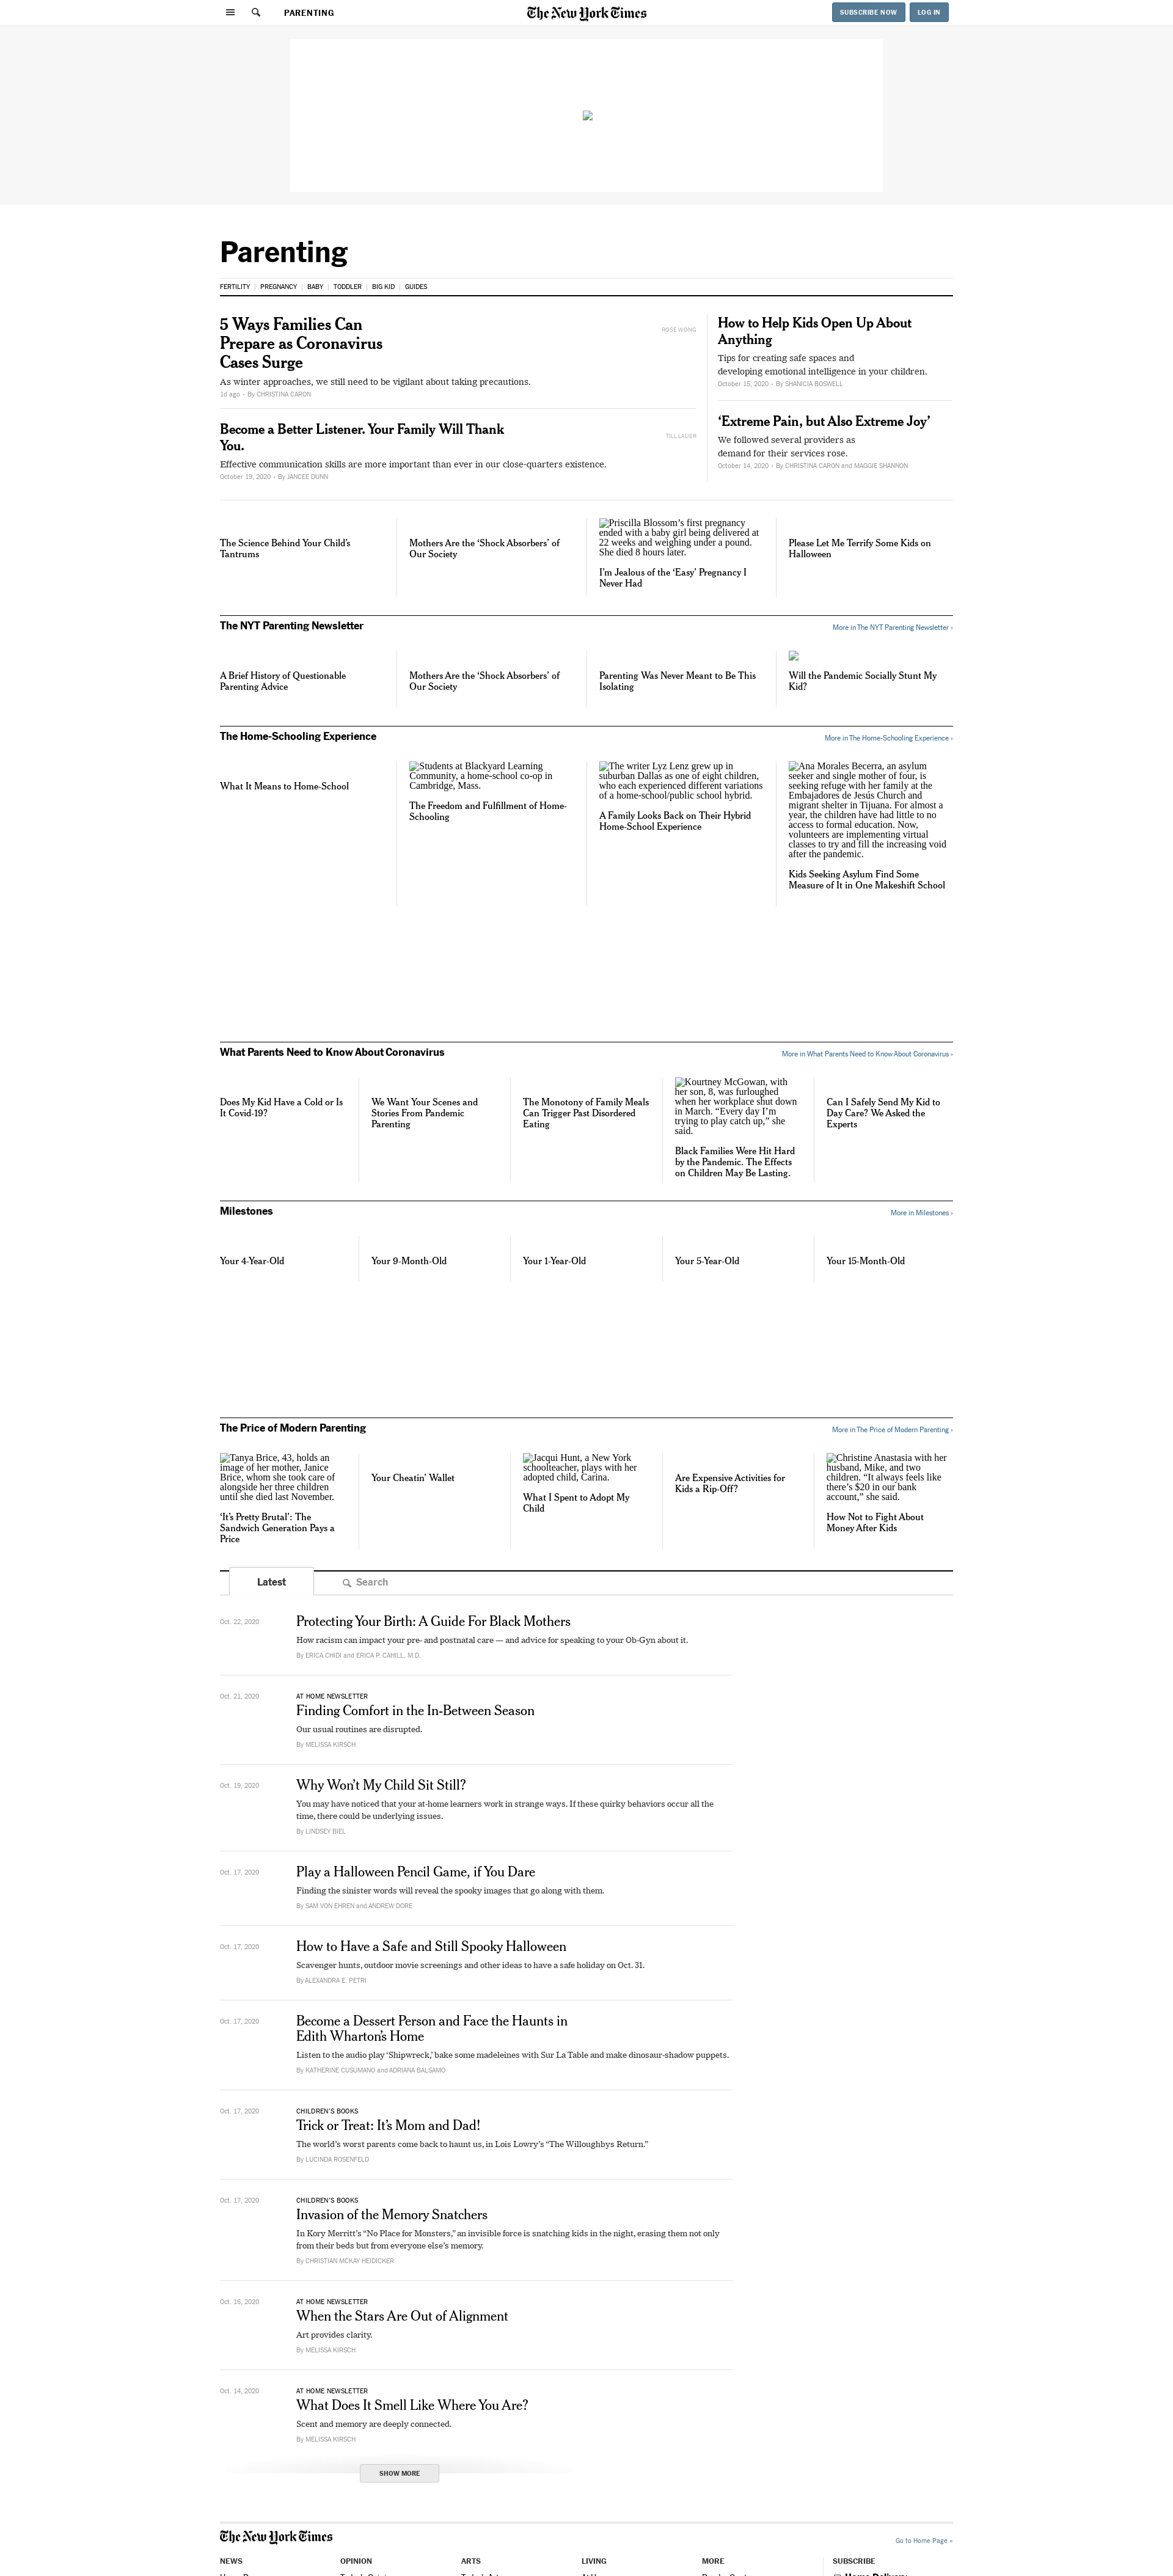 PARENTING
The New York Times
SUBSCRIBE NOW
LOG IN
Parenting
FERTILITY
PREGNANCY
BABY
TODDLER
BIG KID
GUIDES
5 Ways Families Can
Prepare as Coronavirus
Cases Surge
As winter approaches, we still need to be vigilant about taking precautions.
1d ago • By CHRISTINA CARON
ROSE WONG
Become a Better Listener. Your Family Will Thank
You.
Effective communication skills are more important than ever in our close-quarters existence.
October 19, 2020 • By JANCEE DUNN
TILL LAUER
How to Help Kids Open Up About
Anything
Tips for creating safe spaces and
developing emotional intelligence in your children.
October 15, 2020 • By SHANICIA BOSWELL
‘Extreme Pain, but Also Extreme Joy’
We followed several providers as
demand for their services rose.
October 14, 2020 • By CHRISTINA CARON and MAGGIE SHANNON
The Science Behind Your Child’s
Tantrums
Mothers Are the ‘Shock Absorbers’ of
Our Society
Priscilla Blossom’s first pregnancy
ended with a baby girl being delivered at
22 weeks and weighing under a pound.
She died 8 hours later.
I’m Jealous of the ‘Easy’ Pregnancy I
Never Had
Please Let Me Terrify Some Kids on
Halloween
The NYT Parenting Newsletter
More in The NYT Parenting Newsletter ›
A Brief History of Questionable
Parenting Advice
Mothers Are the ‘Shock Absorbers’ of
Our Society
Parenting Was Never Meant to Be This
Isolating
Will the Pandemic Socially Stunt My
Kid?
The Home-Schooling Experience
More in The Home-Schooling Experience ›
What It Means to Home-School
Students at Blackyard Learning
Community, a home-school co-op in
Cambridge, Mass.
The Freedom and Fulfillment of Home-
Schooling
The writer Lyz Lenz grew up in
suburban Dallas as one of eight children,
who each experienced different variations
of a home-school/public school hybrid.
A Family Looks Back on Their Hybrid
Home-School Experience
Ana Morales Becerra, an asylum
seeker and single mother of four, is
seeking refuge with her family at the
Embajadores de Jesús Church and
migrant shelter in Tijuana. For almost a
year, the children have had little to no
access to formal education. Now,
volunteers are implementing virtual
classes to try and fill the increasing void
after the pandemic.
Kids Seeking Asylum Find Some
Measure of It in One Makeshift School
What Parents Need to Know About Coronavirus
More in What Parents Need to Know About Coronavirus ›
Does My Kid Have a Cold or Is
It Covid-19?
We Want Your Scenes and
Stories From Pandemic
Parenting
The Monotony of Family Meals
Can Trigger Past Disordered
Eating
Kourtney McGowan, with
her son, 8, was furloughed
when her workplace shut down
in March. “Every day I’m
trying to play catch up,” she
said.
Black Families Were Hit Hard
by the Pandemic. The Effects
on Children May Be Lasting.
Can I Safely Send My Kid to
Day Care? We Asked the
Experts
Milestones
More in Milestones ›
Your 4-Year-Old
Your 9-Month-Old
Your 1-Year-Old
Your 5-Year-Old
Your 15-Month-Old
The Price of Modern Parenting
More in The Price of Modern Parenting ›
Tanya Brice, 43, holds an
image of her mother, Janice
Brice, whom she took care of
alongside her three children
until she died last November.
‘It’s Pretty Brutal’: The
Sandwich Generation Pays a
Price
Your Cheatin’ Wallet
Jacqui Hunt, a New York
schoolteacher, plays with her
adopted child, Carina.
What I Spent to Adopt My
Child
Are Expensive Activities for
Kids a Rip-Off?
Christine Anastasia with her
husband, Mike, and two
children. “It always feels like
there’s $20 in our bank
account,” she said.
How Not to Fight About
Money After Kids
Latest
Search
Oct. 22, 2020
Protecting Your Birth: A Guide For Black Mothers
How racism can impact your pre- and postnatal care — and advice for speaking to your Ob-Gyn about it.
By ERICA CHIDI and ERICA P. CAHILL, M.D.
Oct. 21, 2020
AT HOME NEWSLETTER
Finding Comfort in the In-Between Season
Our usual routines are disrupted.
By MELISSA KIRSCH
Oct. 19, 2020
Why Won’t My Child Sit Still?
You may have noticed that your at-home learners work in strange ways. If these quirky behaviors occur all the
time, there could be underlying issues.
By LINDSEY BIEL
Oct. 17, 2020
Play a Halloween Pencil Game, if You Dare
Finding the sinister words will reveal the spooky images that go along with them.
By SAM VON EHREN and ANDREW DORE
Oct. 17, 2020
How to Have a Safe and Still Spooky Halloween
Scavenger hunts, outdoor movie screenings and other ideas to have a safe holiday on Oct. 31.
By ALEXANDRA E. PETRI
Oct. 17, 2020
Become a Dessert Person and Face the Haunts in
Edith Wharton’s Home
Listen to the audio play ‘Shipwreck,’ bake some madeleines with Sur La Table and make dinosaur-shadow puppets.
By KATHERINE CUSUMANO and ADRIANA BALSAMO
Oct. 17, 2020
CHILDREN’S BOOKS
Trick or Treat: It’s Mom and Dad!
The world’s worst parents come back to haunt us, in Lois Lowry’s “The Willoughbys Return.”
By LUCINDA ROSENFELD
Oct. 17, 2020
CHILDREN’S BOOKS
Invasion of the Memory Snatchers
In Kory Merritt’s “No Place for Monsters,” an invisible force is snatching kids in the night, erasing them not only
from their beds but from everyone else’s memory.
By CHRISTIAN MCKAY HEIDICKER
Oct. 16, 2020
AT HOME NEWSLETTER
When the Stars Are Out of Alignment
Art provides clarity.
By MELISSA KIRSCH
Oct. 14, 2020
AT HOME NEWSLETTER
What Does It Smell Like Where You Are?
Scent and memory are deeply connected.
By MELISSA KIRSCH
SHOW MORE
The New York Times
Go to Home Page »
NEWS
OPINION
ARTS
LIVING
MORE
SUBSCRIBE